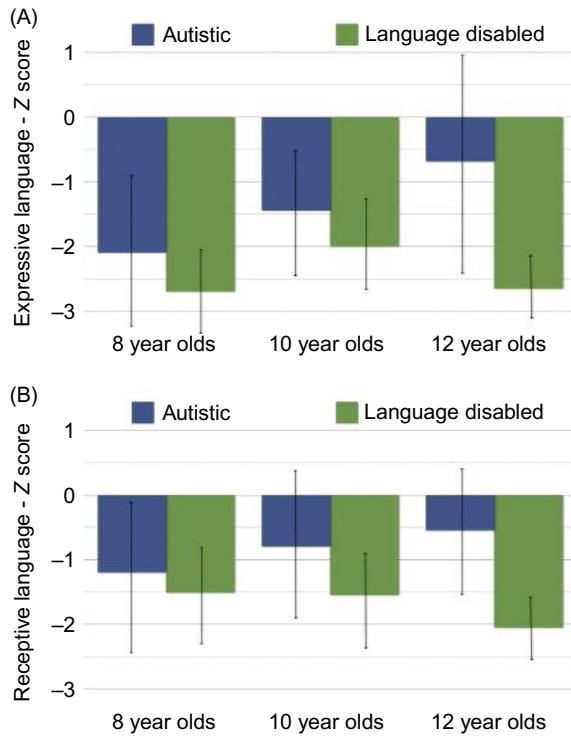 (A)
Autistic Language disabled
Expressive language - Z score
1
0
–1
–2
–3
8 year olds 10 year olds 12 year olds
(B)
Autistic Language disabled
Receptive language - Z score
1
0
–1
–2
–3
8 year olds 10 year olds 12 year olds